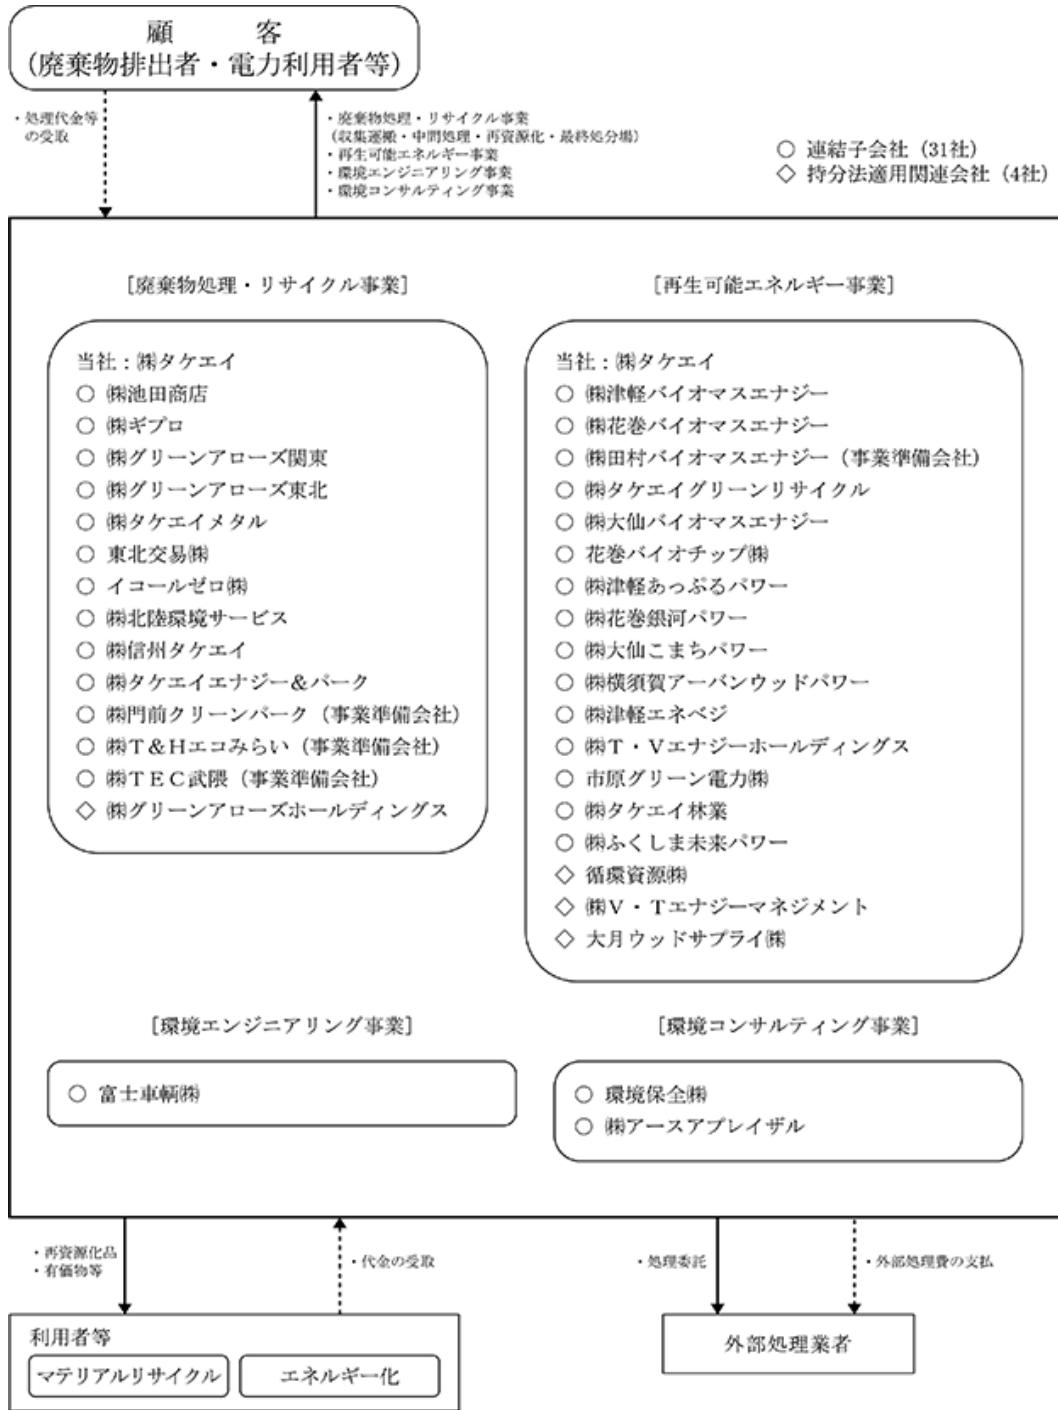 顧　客
(廃棄物排出者・電力利用者等)
・処理代金等
の受取
・廃棄物処理・リサイクル事業
(収集運搬・中間処理・再資源化・最終処分場)
・再生可能エネルギー事業
・環境エンジニアリング事業
・環境コンサルティング事業
○ 連結子会社 (31社)
◇ 持分法適用関連会社 (4社)
[廃棄物処理・リサイクル事業]
当社：㈱タケエイ
○ ㈱池田商店
○ ㈱ギプロ
○ ㈱グリーンアローズ関東
○ ㈱グリーンアローズ東北
○ ㈱タケエイメタル
○ 東北交易㈱
○ イコールゼロ㈱
○ ㈱北陸環境サービス
○ ㈱信州タケエイ
○ ㈱タケエイエナジー＆パーク
○ ㈱門前クリーンパーク (事業準備会社)
○ ㈱Ｔ＆Ｈエコみらい (事業準備会社)
○ ㈱ＴＥＣ武隈 (事業準備会社)
◇ ㈱グリーンアローズホールディングス
[再生可能エネルギー事業]
当社：㈱タケエイ
○ ㈱津軽バイオマスエナジー
○ ㈱花巻バイオマスエナジー
○ ㈱田村バイオマスエナジー (事業準備会社)
○ ㈱タケエイグリーンリサイクル
○ ㈱大仙バイオマスエナジー
○ 花巻バイオチップ㈱
○ ㈱津軽あっぷるパワー
○ ㈱花巻銀河パワー
○ ㈱大仙こまちパワー
○ ㈱横須賀アーバンウッドパワー
○ ㈱津軽エネベジ
○ ㈱Ｔ・Ｖエナジーホールディングス
○ 市原グリーン電力㈱
○ ㈱タケエイ林業
○ ㈱ふくしま未来パワー
◇ 循環資源㈱
◇ ㈱Ｖ・Ｔエナジーマネジメント
◇ 大月ウッドサプライ㈱
[環境エンジニアリング事業]
○ 富士車輌㈱
[環境コンサルティング事業]
○ 環境保全㈱
○ ㈱アースアプレイザル
・再資源化品
・有価物等
・代金の受取
・処理委託
・外部処理費の支払
利用者等
マテリアルリサイクル
エネルギー化
外部処理業者